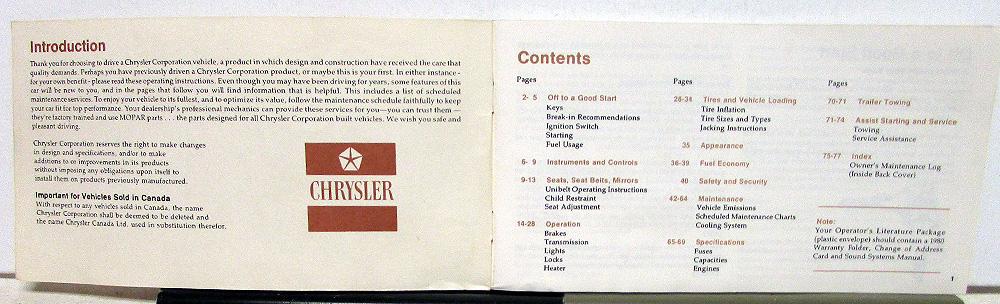 Introduction
Thank you for choosing to drive a Chrysler Corporation vehicle, a product in which design and construction have received the care that
quality demands. Perhaps you have previously driven a Chrysler Corporation product, or maybe this is your first. In either instance -
for your own benefit - please read these operating instructions. Even though you may have been driving for years, some features of this
car will be new to you, and in the pages that follow you will find information that is helpful. This includes a list of scheduled
maintenance services. To enjoy your vehicle to its fullest, and to optimize its value, follow the maintenance schedule faithfully to keep
your car fit for top performance. Your dealership's professional mechanics can provide these services for you—you can trust them—
they're factory trained and use MOPAR parts . . . the parts designed for all Chrysler Corporation built vehicles. We wish you safe and
pleasant driving.
Chrysler Corporation reserves the right to make changes
in design and specifications, and/or to make
additions to or improvements in its products
without imposing any obligations upon itself to
install them on products previously manufactured.
Important for Vehicles Sold in Canada
With respect to any vehicles sold in Canada, the name
Chrysler Corporation shall be deemed to be deleted and
the name Chrysler Canada Ltd. used in substitution therefor.
CHRYSLER
Contents
Pages
2- 5 Off to a Good Start
Keys
Break-in Recommendations
Ignition Switch
Starting
Fuel Usage
6- 9 Instruments and Controls
9-13 Seats, Seat Belts, Mirrors
Unibelt Operating Instructions
Child Restraint
Seat Adjustment
14-28 Operation
Brakes
Transmission
Lights
Locks
Heater
Pages
28-34 Tires and Vehicle Loading
Tire Inflation
Tire Sizes and Types
Jacking Instructions
35 Appearance
36-39 Fuel Economy
40 Safety and Security
42-64 Maintenance
Vehicle Emissions
Scheduled Maintenance Charts
Cooling System
65-69 Specifications
Fuses
Capacities
Engines
Pages
70-71 Trailer Towing
71-74 Assist Starting and Service
Towing
Service Assistance
75-77 Index
Owner's Maintenance Log
(Inside Back Cover)
Note:
Your Operator's Literature Package
(plastic envelope) should contain a 1980
Warranty Folder, Change of Address
Card and Sound Systems Manual.
1